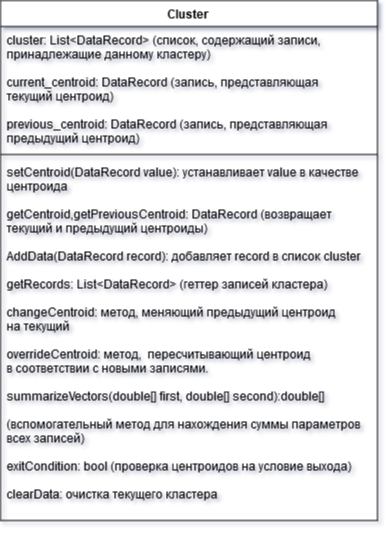 Cluster
cluster: List<DataRecord> (список, содержащий записи,
принадлежащие данному кластеру)
current_centroid: DataRecord (запись, представляющая
текущий центроид)
previous_centroid: DataRecord (запись, представляющая
предыдущий центроид)
setCentroid(DataRecord value): устанавливает value в качестве
центроида
getCentroid,getPreviousCentroid: DataRecord (возвращает
текущий и предыдущий центроиды)
AddData(DataRecord record): добавляет record в список cluster
getRecords: List<DataRecord> (геттер записей кластера)
changeCentroid: метод, меняющий предыдущий центроид
на текущий
overrideCentroid: метод, пересчитывающий центроид
в соответствии с новыми записями.
summarizeVectors(double[] first, double[] second):double[]
(вспомогательный метод для нахождения суммы параметров
всех записей)
exitCondition: bool (проверка центроидов на условие выхода)
clearData: очистка текущего кластера